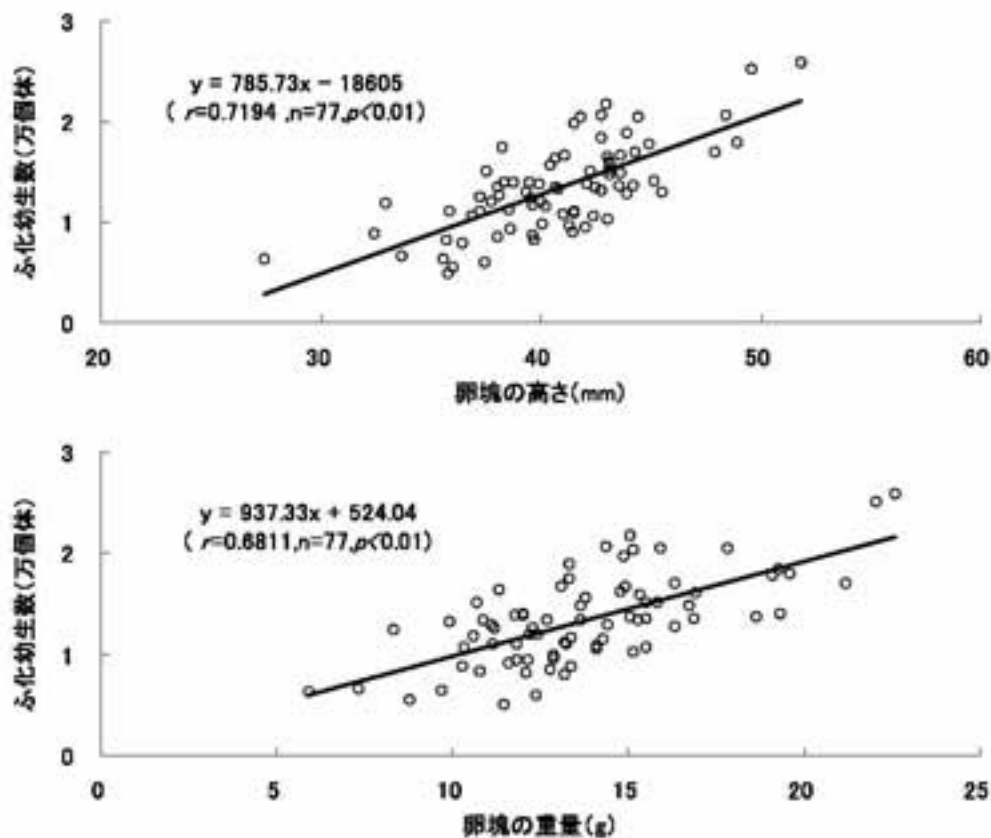 3
2
1
0
ふ化幼生数(万個体)
y = 785.73x − 18605
( r=0.7194 ,n=77,p<0.01)
20 30 40 50 60
卵塊の高さ(mm)
3
2
1
0
ふ化幼生数(万個体)
y = 937.33x + 524.04
( r=0.6811,n=77,p<0.01)
0 5 10 15 20 25
卵塊の重量(g)